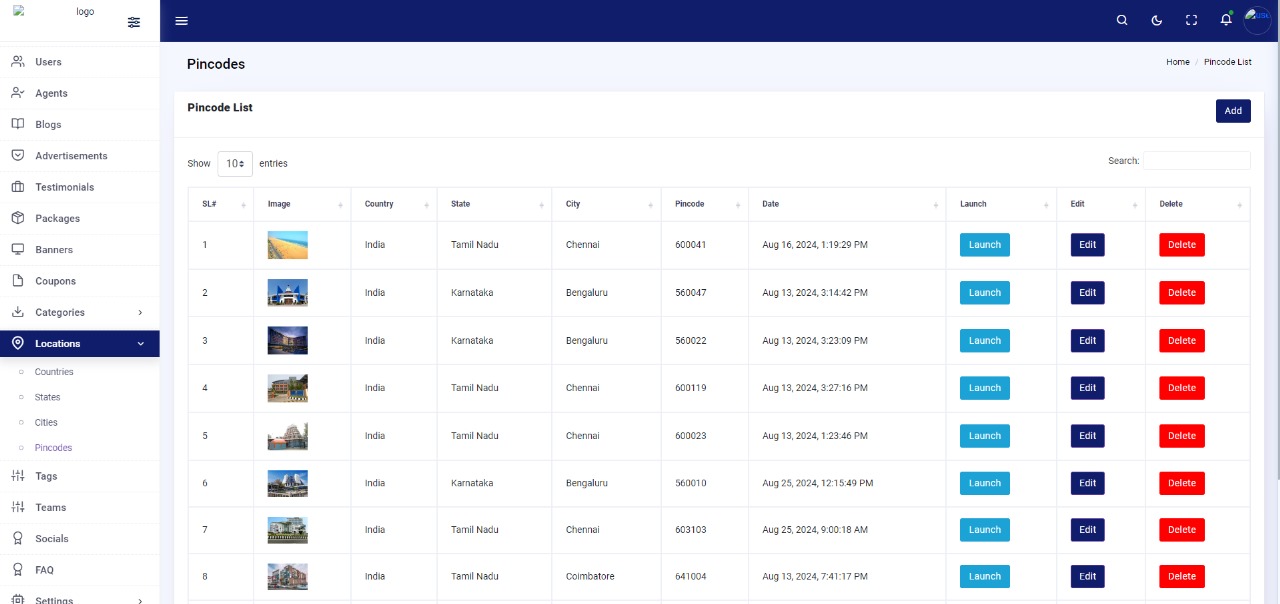 logo
Users
Agents
Blogs
Advertisements
Testimonials
Packages
Banners
Coupons
Categories
Locations
Countries
States
Cities
Pincodes
Tags
Teams
Socials
FAQ
Settings
Pincodes
Home / Pincode List
Pincode List
Add
Show 10 entries
Search:
SL# Image Country State City Pincode Date Launch Edit Delete
1 India Tamil Nadu Chennai 600041 Aug 16, 2024, 1:19:29 PM Launch Edit Delete
2 India Karnataka Bengaluru 560047 Aug 13, 2024, 3:14:42 PM Launch Edit Delete
3 India Karnataka Bengaluru 560022 Aug 13, 2024, 3:23:09 PM Launch Edit Delete
4 India Tamil Nadu Chennai 600119 Aug 13, 2024, 3:27:16 PM Launch Edit Delete
5 India Tamil Nadu Chennai 600023 Aug 13, 2024, 1:23:46 PM Launch Edit Delete
6 India Karnataka Bengaluru 560010 Aug 25, 2024, 12:15:49 PM Launch Edit Delete
7 India Tamil Nadu Chennai 603103 Aug 25, 2024, 9:00:18 AM Launch Edit Delete
8 India Tamil Nadu Coimbatore 641004 Aug 13, 2024, 7:41:17 PM Launch Edit Delete